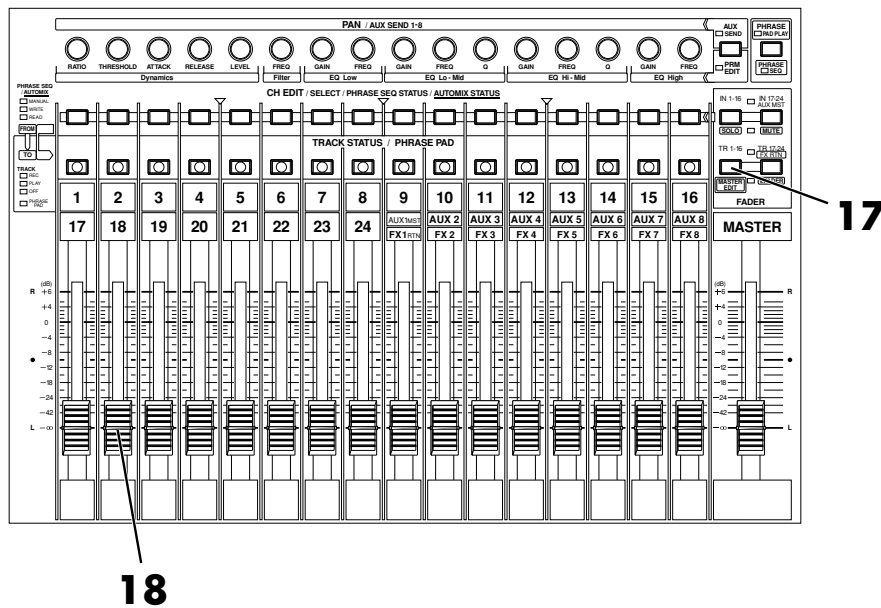 PAN / AUX SEND 1-8
AUX SEND
PHRASE
PAD PLAY
RATIO THRESHOLD ATTACK RELEASE LEVEL FREQ GAIN FREQ GAIN FREQ Q GAIN FREQ Q GAIN FREQ
PRM EDIT
PHRASE SEQ
Dynamics Filter EQ Low EQ Lo - Mid EQ Hi - Mid EQ High
PHRASE SEQ
/AUTOMIX
MANUAL
WRITE
READ
FROM
TO
CH EDIT / SELECT / PHRASE SEQ STATUS / AUTOMIX STATUS
IN 1-16 IN 17-24
AUX MST
SOLO MUTE
TRACK STATUS / PHRASE PAD
TR 1-16 TR 17-24
FX RTN
MASTER EDIT
FADER
17
TRACK
REC
PLAY
OFF
PHRASE PAD
1 2 3 4 5 6 7 8 9 10 11 12 13 14 15 16
17 18 19 20 21 22 23 24 AUX1MST AUX 2 AUX 3 AUX 4 AUX 5 AUX 6 AUX 7 AUX 8 MASTER
FX1RTN FX 2 FX 3 FX 4 FX 5 FX 6 FX 7 FX 8
(dB) (dB)
R +6 +6 R
+4 +4
0 0
-4 -4
-8 -8
-12 -12
-18 -18
-24 -24
-42 -42
L -∞ -∞ L
18